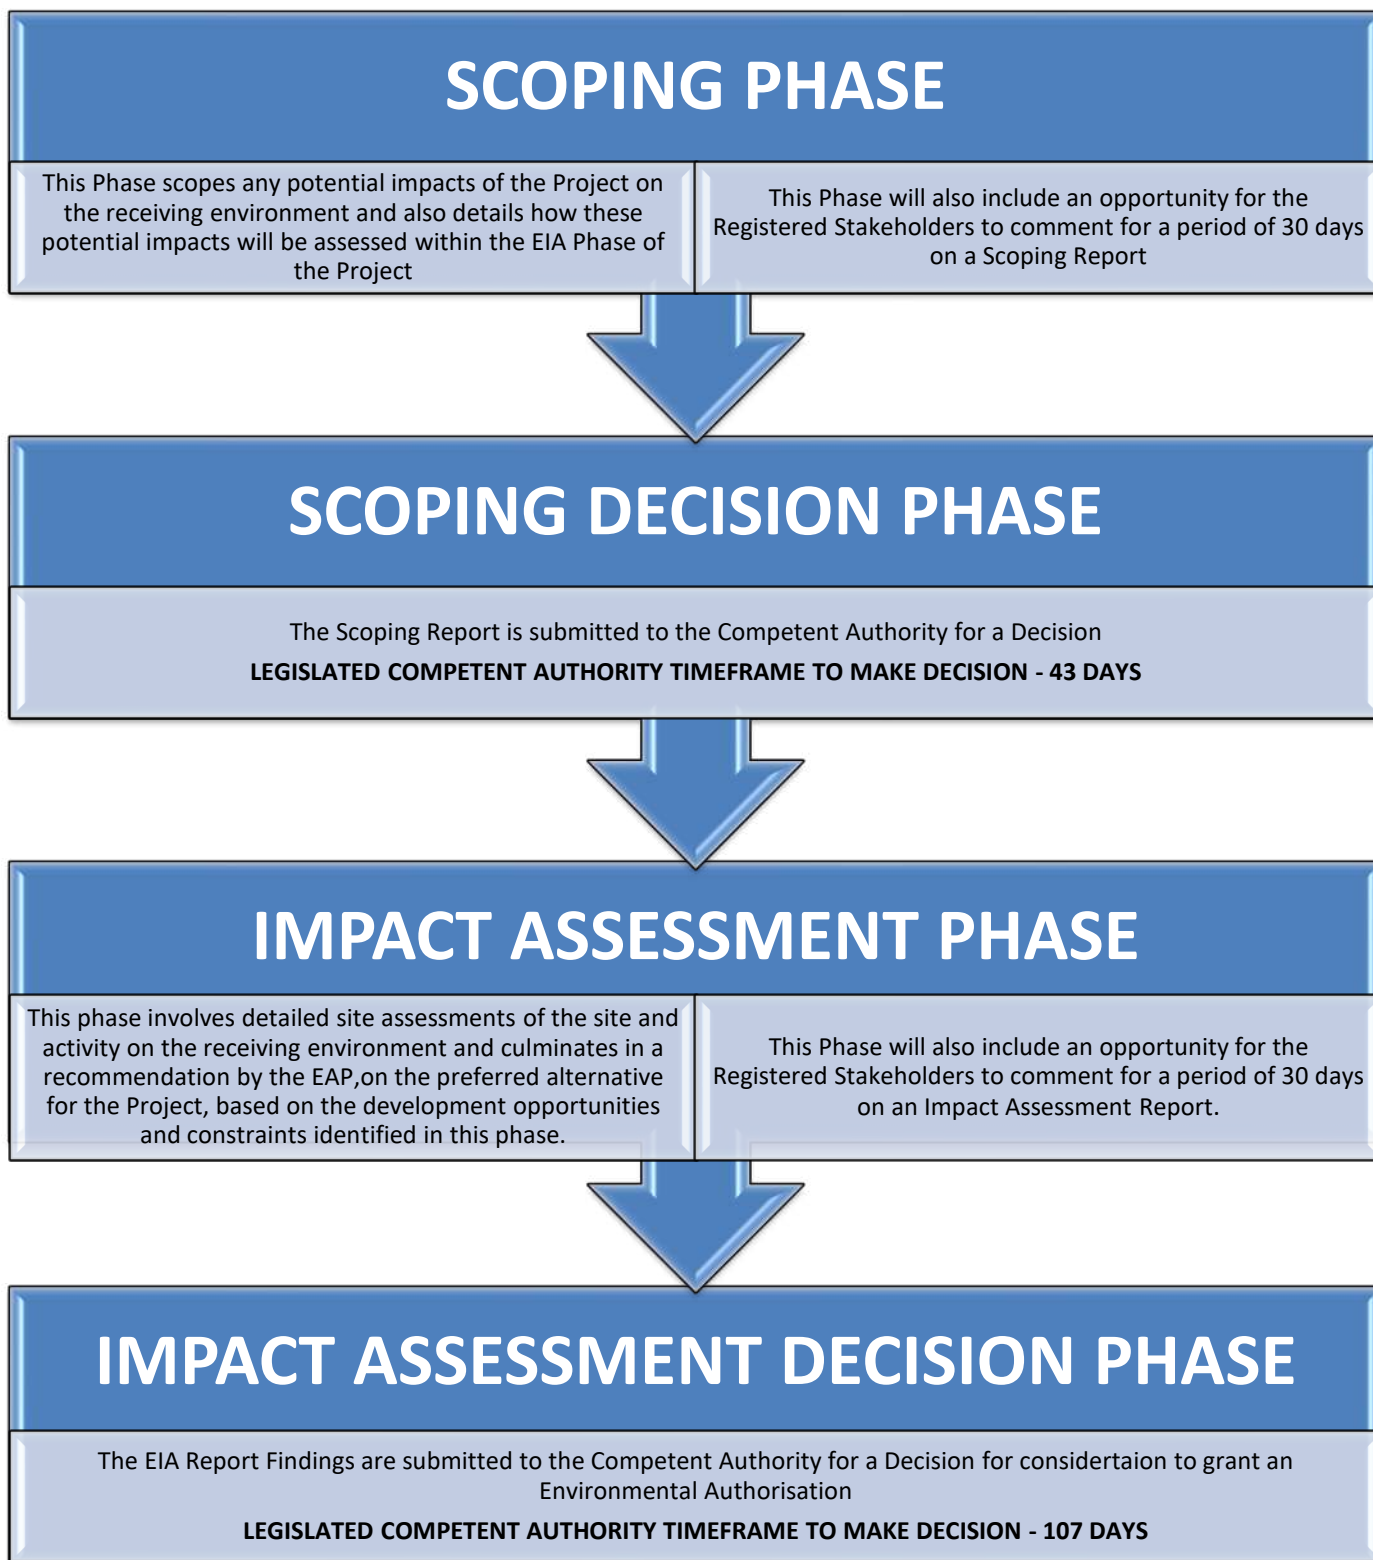 SCOPING PHASE
This Phase scopes any potential impacts of the Project on
the receiving environment and also details how these
potential impacts will be assessed within the EIA Phase of
the Project
This Phase will also include an opportunity for the
Registered Stakeholders to comment for a period of 30 days
on a Scoping Report
SCOPING DECISION PHASE
The Scoping Report is submitted to the Competent Authority for a Decision
LEGISLATED COMPETENT AUTHORITY TIMEFRAME TO MAKE DECISION - 43 DAYS
IMPACT ASSESSMENT PHASE
This phase involves detailed site assessments of the site and
activity on the receiving environment and culminates in a
recommendation by the EAP,on the preferred alternative
for the Project, based on the development opportunities
and constraints identified in this phase.
This Phase will also include an opportunity for the
Registered Stakeholders to comment for a period of 30 days
on an Impact Assessment Report.
IMPACT ASSESSMENT DECISION PHASE
The EIA Report Findings are submitted to the Competent Authority for a Decision for considertaion to grant an
Environmental Authorisation
LEGISLATED COMPETENT AUTHORITY TIMEFRAME TO MAKE DECISION - 107 DAYS